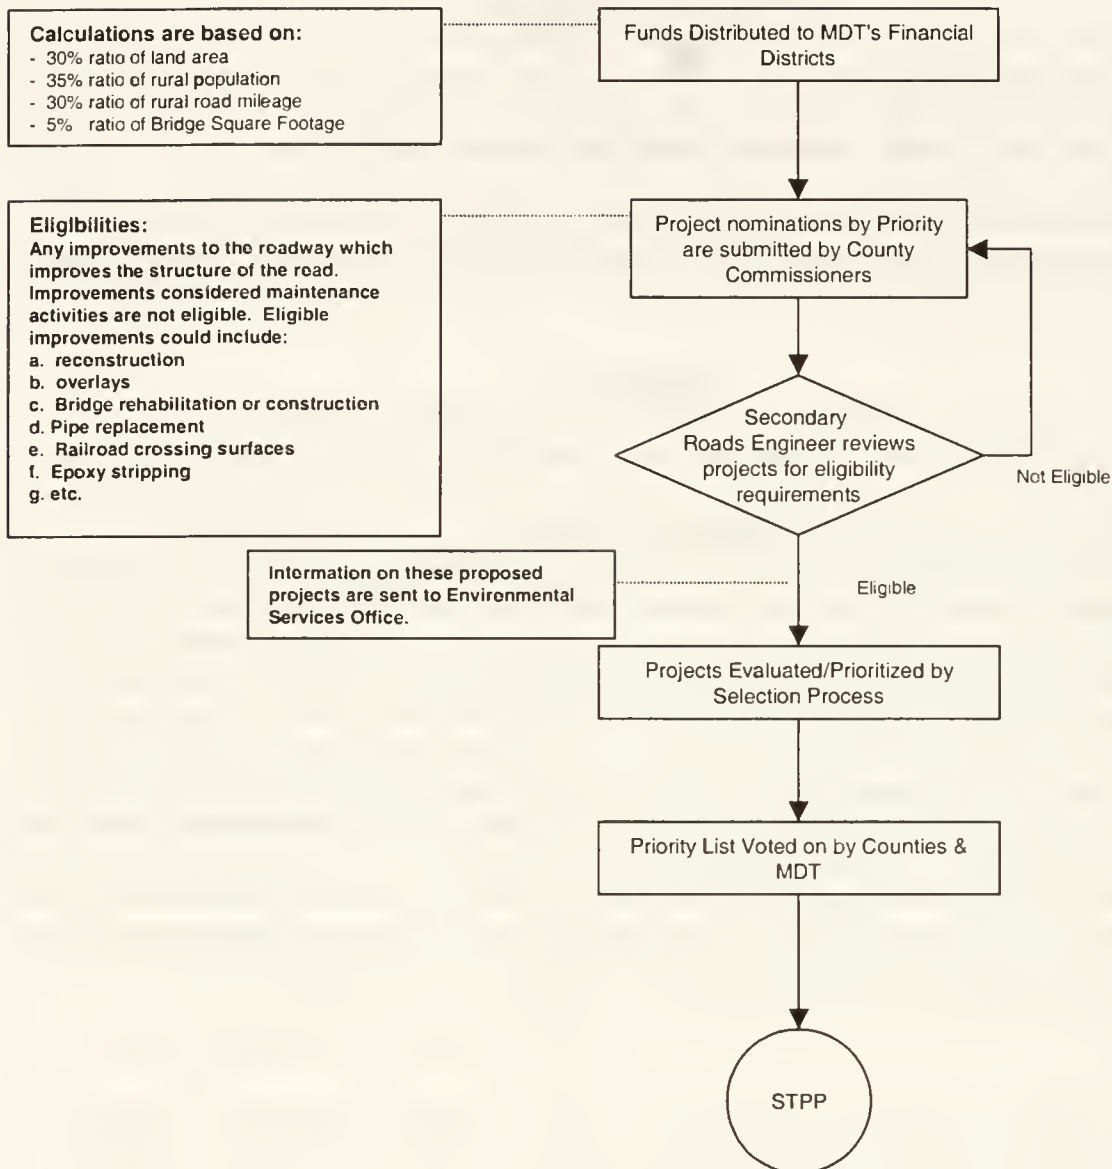 Calculations are based on:
- 30% ratio of land area
- 35% ratio of rural population
- 30% ratio of rural road mileage
- 5% ratio of Bridge Square Footage
Funds Distributed to MDT's Financial
Districts
Eligibilities:
Any improvements to the roadway which
improves the structure of the road.
Improvements considered maintenance
activities are not eligible. Eligible
improvements could include:
a. reconstruction
b. overlays
c. Bridge rehabilitation or construction
d. Pipe replacement
e. Railroad crossing surfaces
f. Epoxy stripping
g. etc.
Project nominations by Priority
are submitted by County
Commissioners
Secondary
Roads Engineer reviews
projects for eligibility
requirements
Not Eligible
Information on these proposed
projects are sent to Environmental
Services Office.
Eligible
Projects Evaluated/Prioritized by
Selection Process
Priority List Voted on by Counties &
MDT
STPP